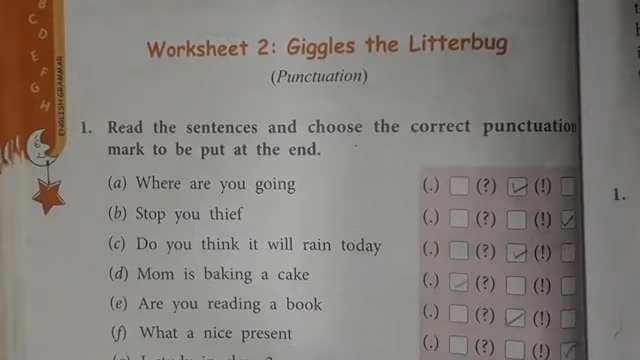 B
C
D
E
F
G
H
ENGLISH GRAMMAR
Worksheet 2: Giggles the Litterbug
(Punctuation)
1. Read the sentences and choose the correct punctuation
mark to be put at the end.
(a) Where are you going (.) (?) (!)
(b) Stop you thief (.) (?) (!)
(c) Do you think it will rain today (.) (?) (!)
(d) Mom is baking a cake (.) (?) (!)
(e) Are you reading a book (.) (?) (!)
(f) What a nice present (.) (?) (!)
1.